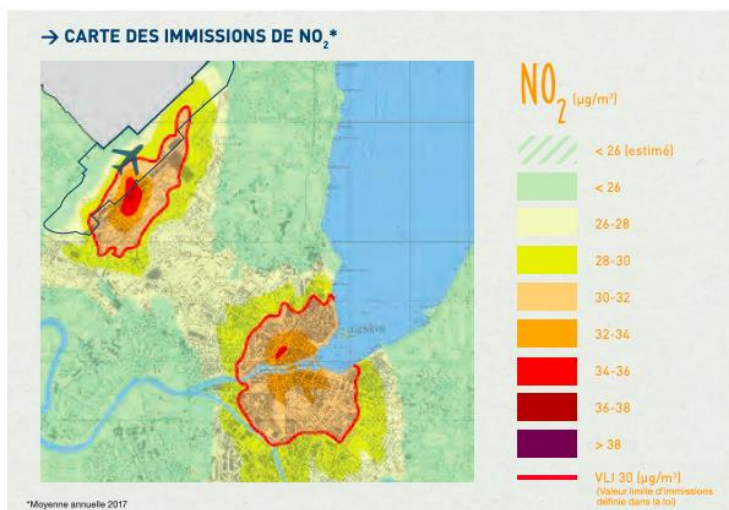 → CARTE DES IMMISSIONS DE NO₂*
NO₂ (µg/m³)
< 26 (estimé)
< 26
26-28
28-30
30-32
32-34
34-36
36-38
> 38
VLI 30 (µg/m³)
(Valeur limite d'immissions
définie dans la loi)
*Moyenne annuelle 2017